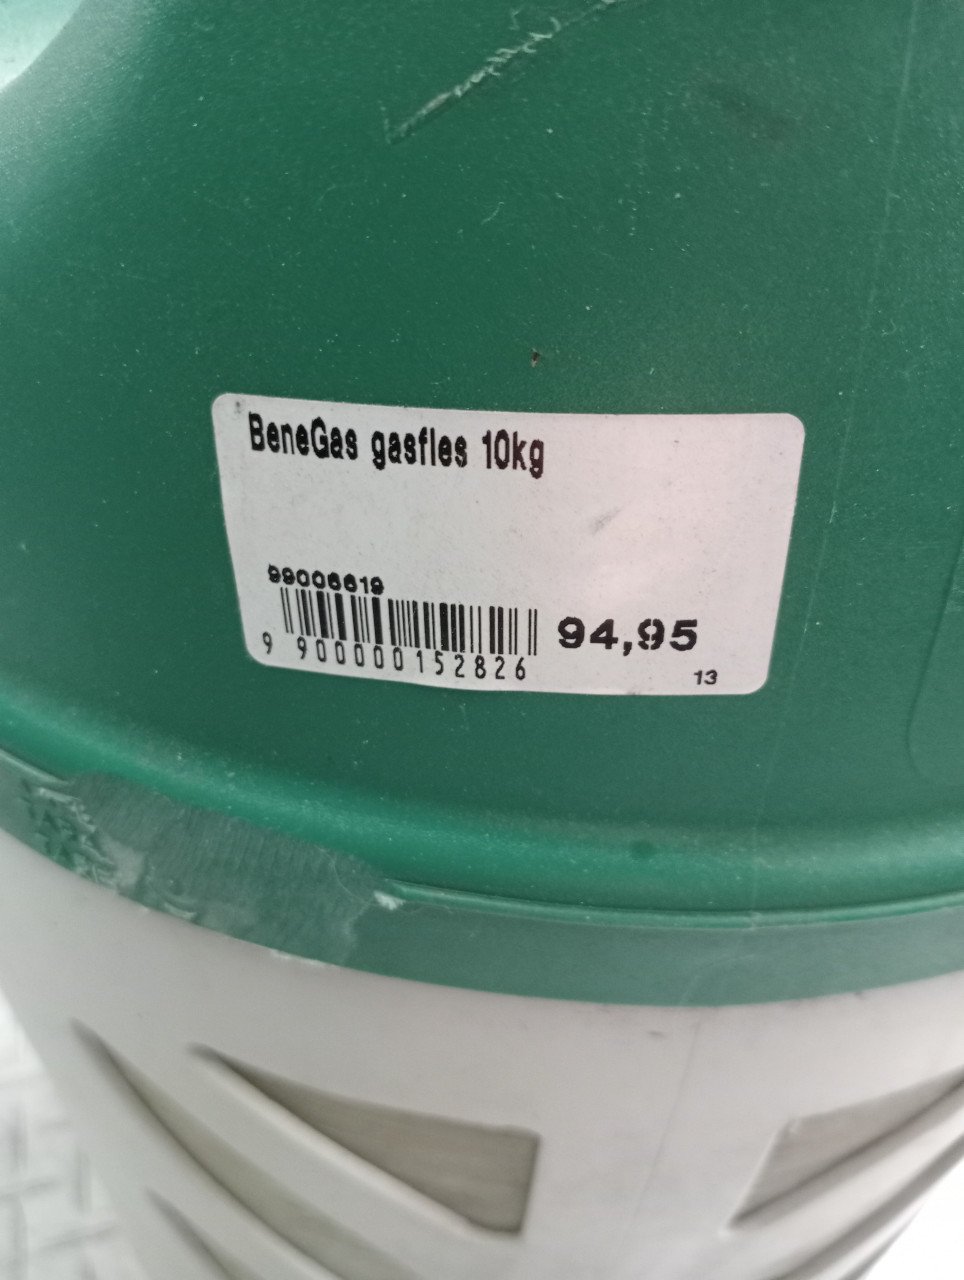 BeneGas gasfles 10kg
99006619
94,95
9 900000 152826
13